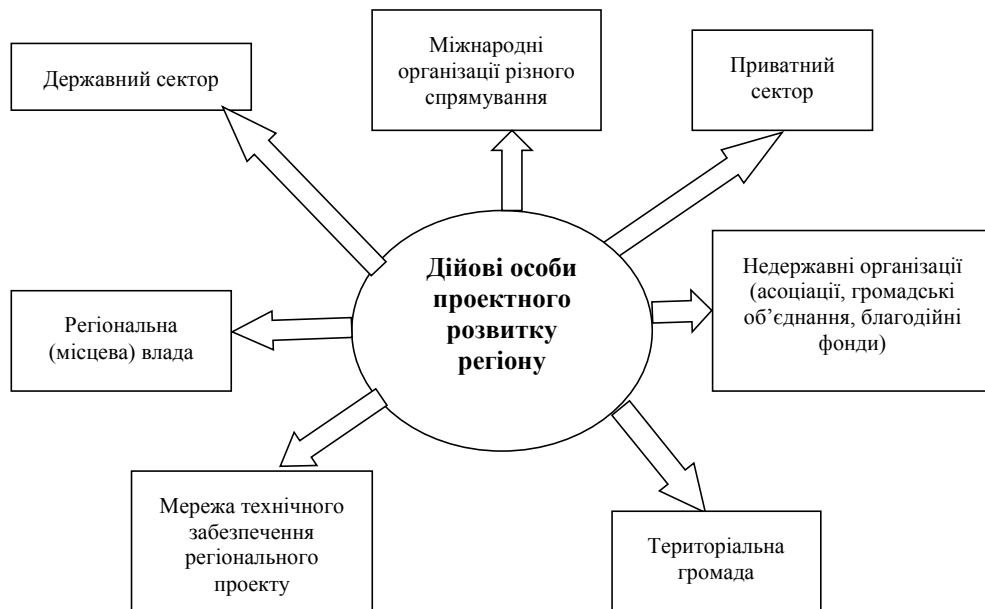 Державний сектор
Міжнародні
організації різного
спрямування
Приватний
сектор
Дійові особи
проектного
розвитку
регіону
Регіональна
(місцева) влада
Недержавні організації
(асоціації, громадські
об’єднання, благодійні
фонди)
Мережа технічного
забезпечення
регіонального
проекту
Територіальна
громада